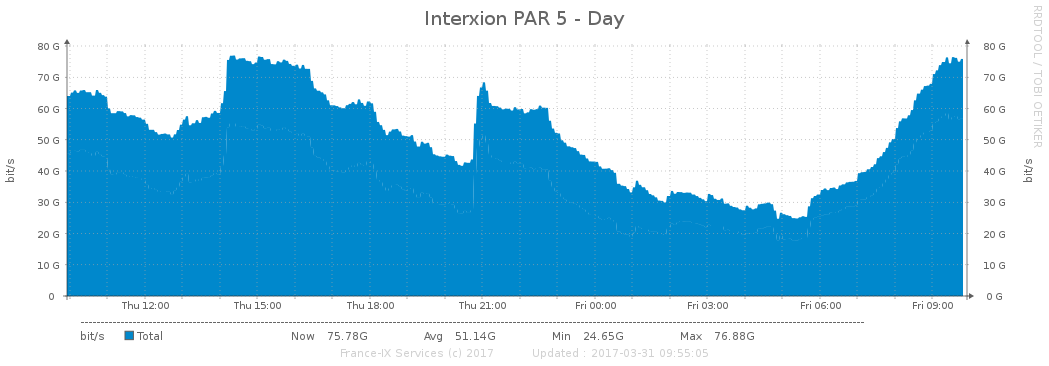 Interxion PAR 5 - Day
RRDTOOL / TOBI OETIKER
80 G 80 G
70 G 70 G
60 G 60 G
50 G 50 G
40 G 40 G
30 G 30 G
20 G 20 G
10 G 10 G
0 0 G
bit/s
bit/s
Thu 12:00 Thu 15:00 Thu 18:00 Thu 21:00 Fri 00:00 Fri 03:00 Fri 06:00 Fri 09:00
bit/s Total Now 75.78G Avg 51.14G Min 24.65G Max 76.88G
France-IX Services (c) 2017 Updated : 2017-03-31 09:55:05